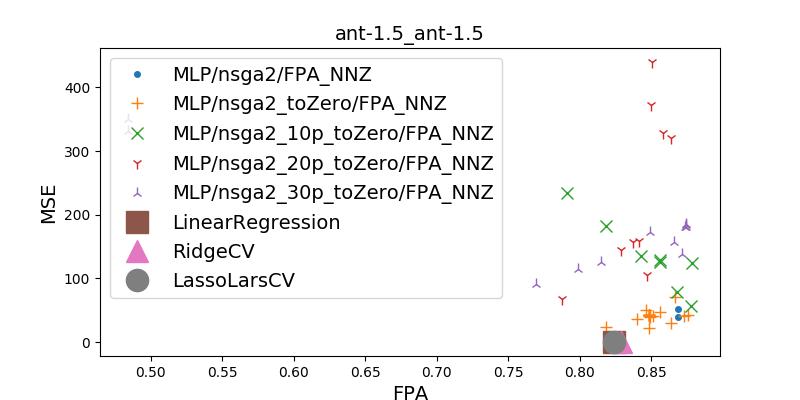 ant-1.5_ant-1.5
MLP/nsga2/FPA_NNZ
MLP/nsga2_toZero/FPA_NNZ
MLP/nsga2_10p_toZero/FPA_NNZ
MLP/nsga2_20p_toZero/FPA_NNZ
MLP/nsga2_30p_toZero/FPA_NNZ
LinearRegression
RidgeCV
LassoLarsCV
MSE
400
300
200
100
0
0.50 0.55 0.60 0.65 0.70 0.75 0.80 0.85
FPA